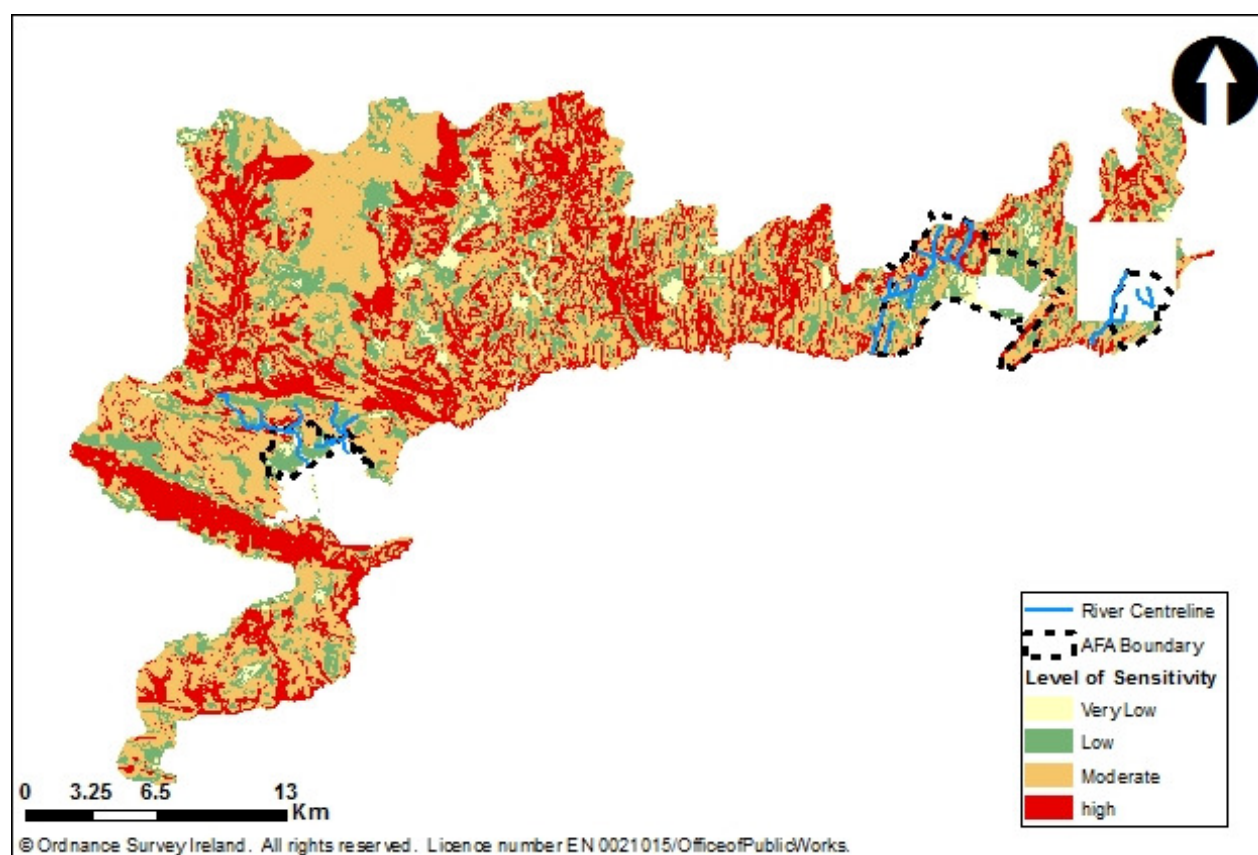 River Centreline
AFA Boundary
Level of Sensitivity
Very Low
Low
Moderate
high
0 3.25 6.5 13
Km
© Ordnance Survey Ireland. All rights reserved. Licence number EN 0021015/OfficeofPublicWorks.